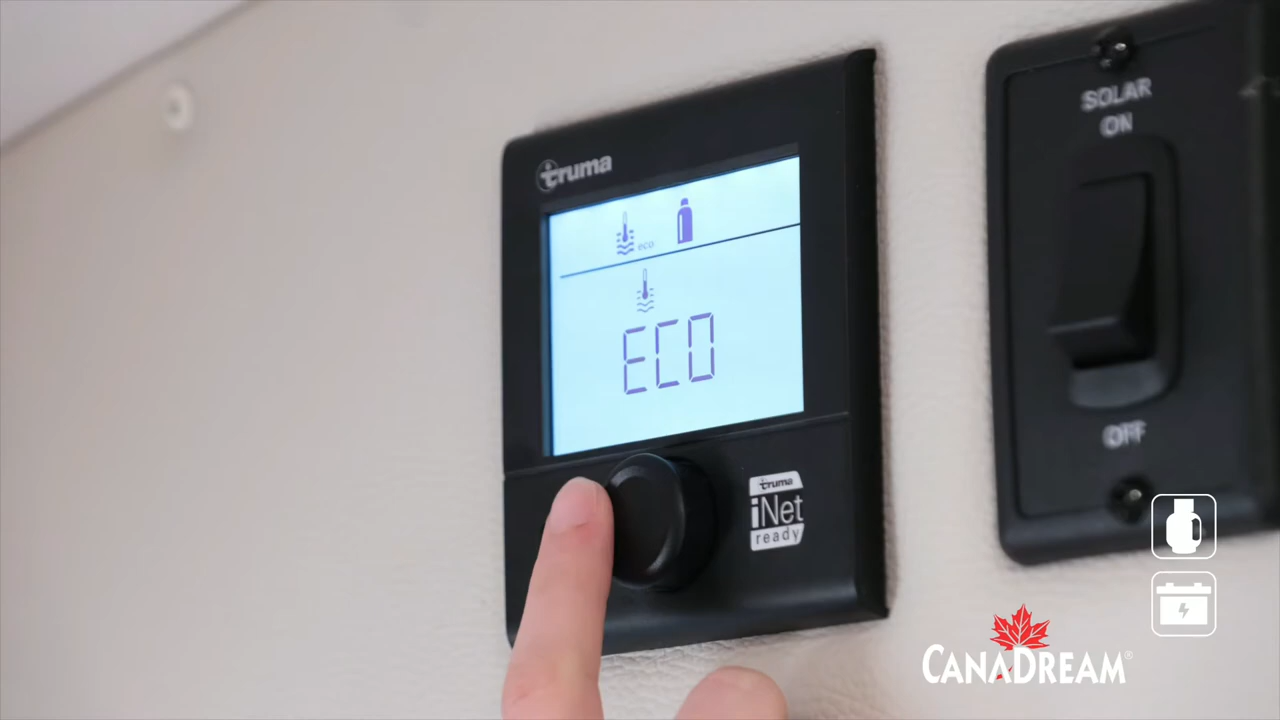 truma
eco
ECO
truma
iNet
ready
SOLAR
ON
OFF
CANADREAM®